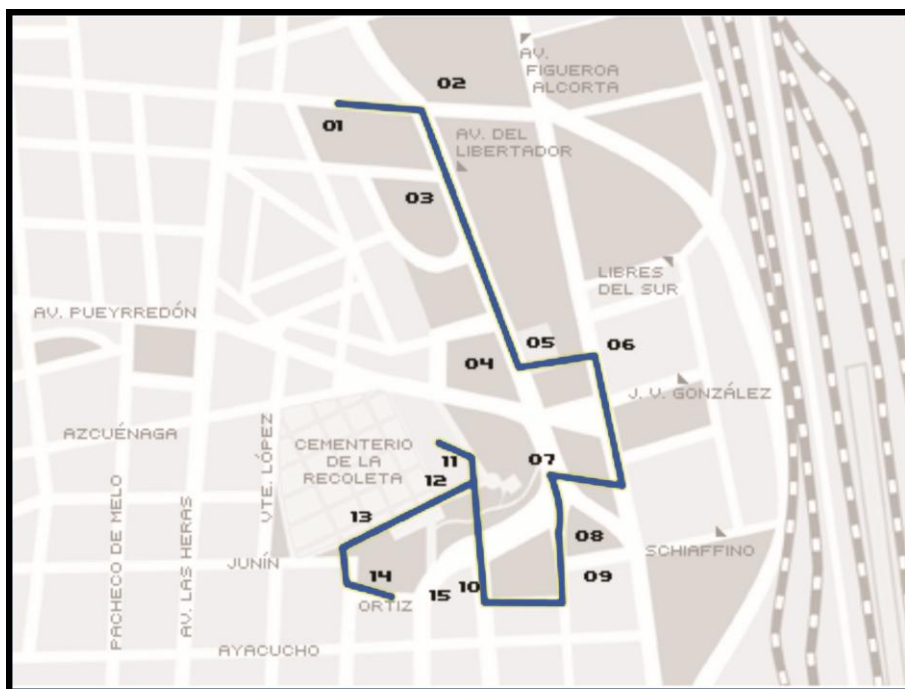 02
AV.
FIGUEROA
ALCORTA
01
AV. DEL
LIBERTADOR
03
LIBRES
DEL SUR
AV. PUEYRREDÓN
05
06
04
J. V. GONZÁLEZ
AZCUÉNAGA
VTE. LÓPEZ
CEMENTERIO
DE LA
RECOLETA
11
07
12
PACHECO DE MELO
AV. LAS HERAS
13
08
SCHIAFFINO
JUNÍN
14
10
09
ORTIZ
15
AYACUCHO